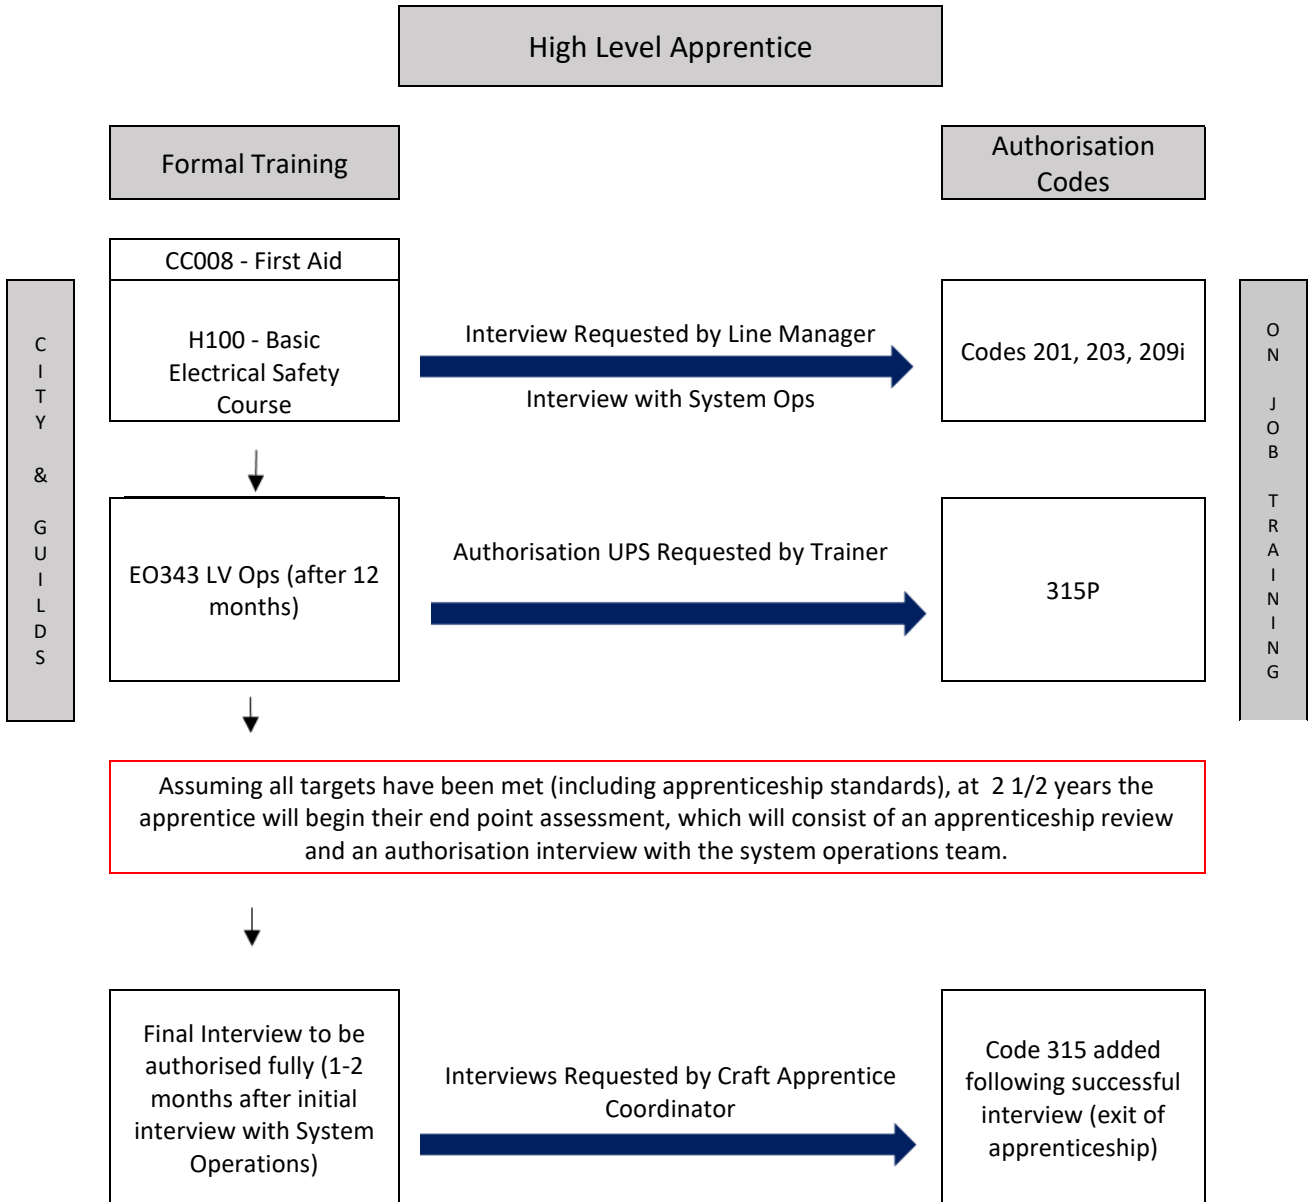 High Level Apprentice
Formal Training
Authorisation
Codes
CC008 - First Aid
H100 - Basic
Electrical Safety
Course
Interview Requested by Line Manager
Interview with System Ops
Codes 201, 203, 209i
CITY & GUILDS
ON JOB TRAINING
EO343 LV Ops (after 12
months)
Authorisation UPS Requested by Trainer
315P
Assuming all targets have been met (including apprenticeship standards), at 2 1/2 years the
apprentice will begin their end point assessment, which will consist of an apprenticeship review
and an authorisation interview with the system operations team.
Final Interview to be
authorised fully (1-2
months after initial
interview with System
Operations)
Interviews Requested by Craft Apprentice
Coordinator
Code 315 added
following successful
interview (exit of
apprenticeship)